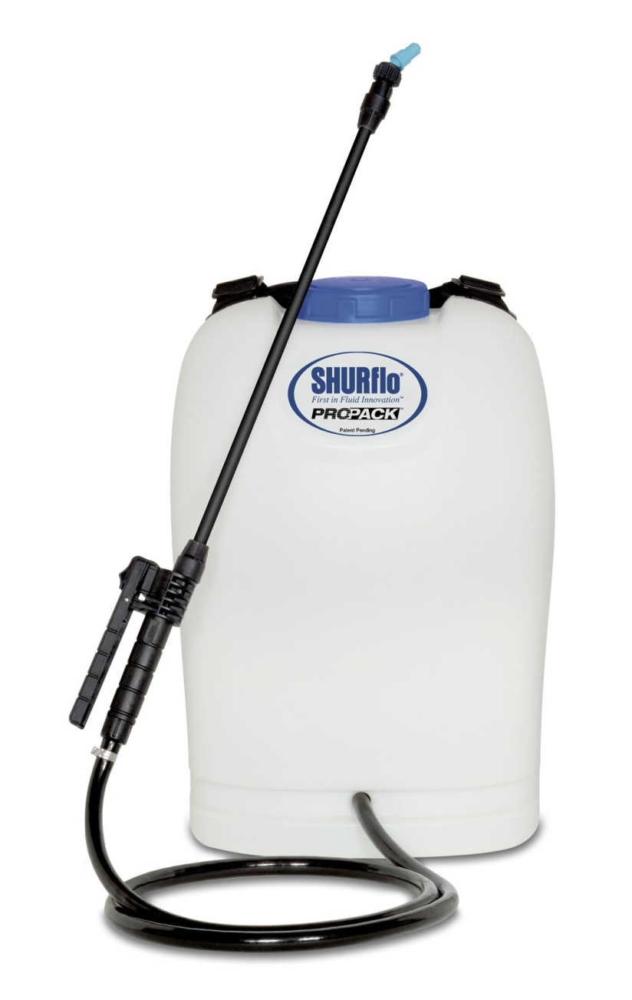 SHURflo®
First in Fluid Innovation™
PROPACK™
Patent Pending